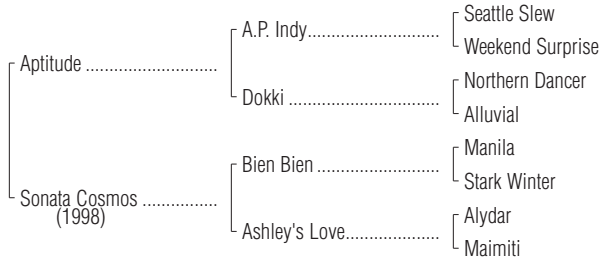 Seattle Slew
A.P. Indy..............................
Weekend Surprise
Aptitude ..............................
Northern Dancer
Dokki ...................................
Alluvial
Manila
Bien Bien ............................
Stark Winter
Sonata Cosmos .................
(1998)
Alydar
Ashley's Love......................
Maimiti